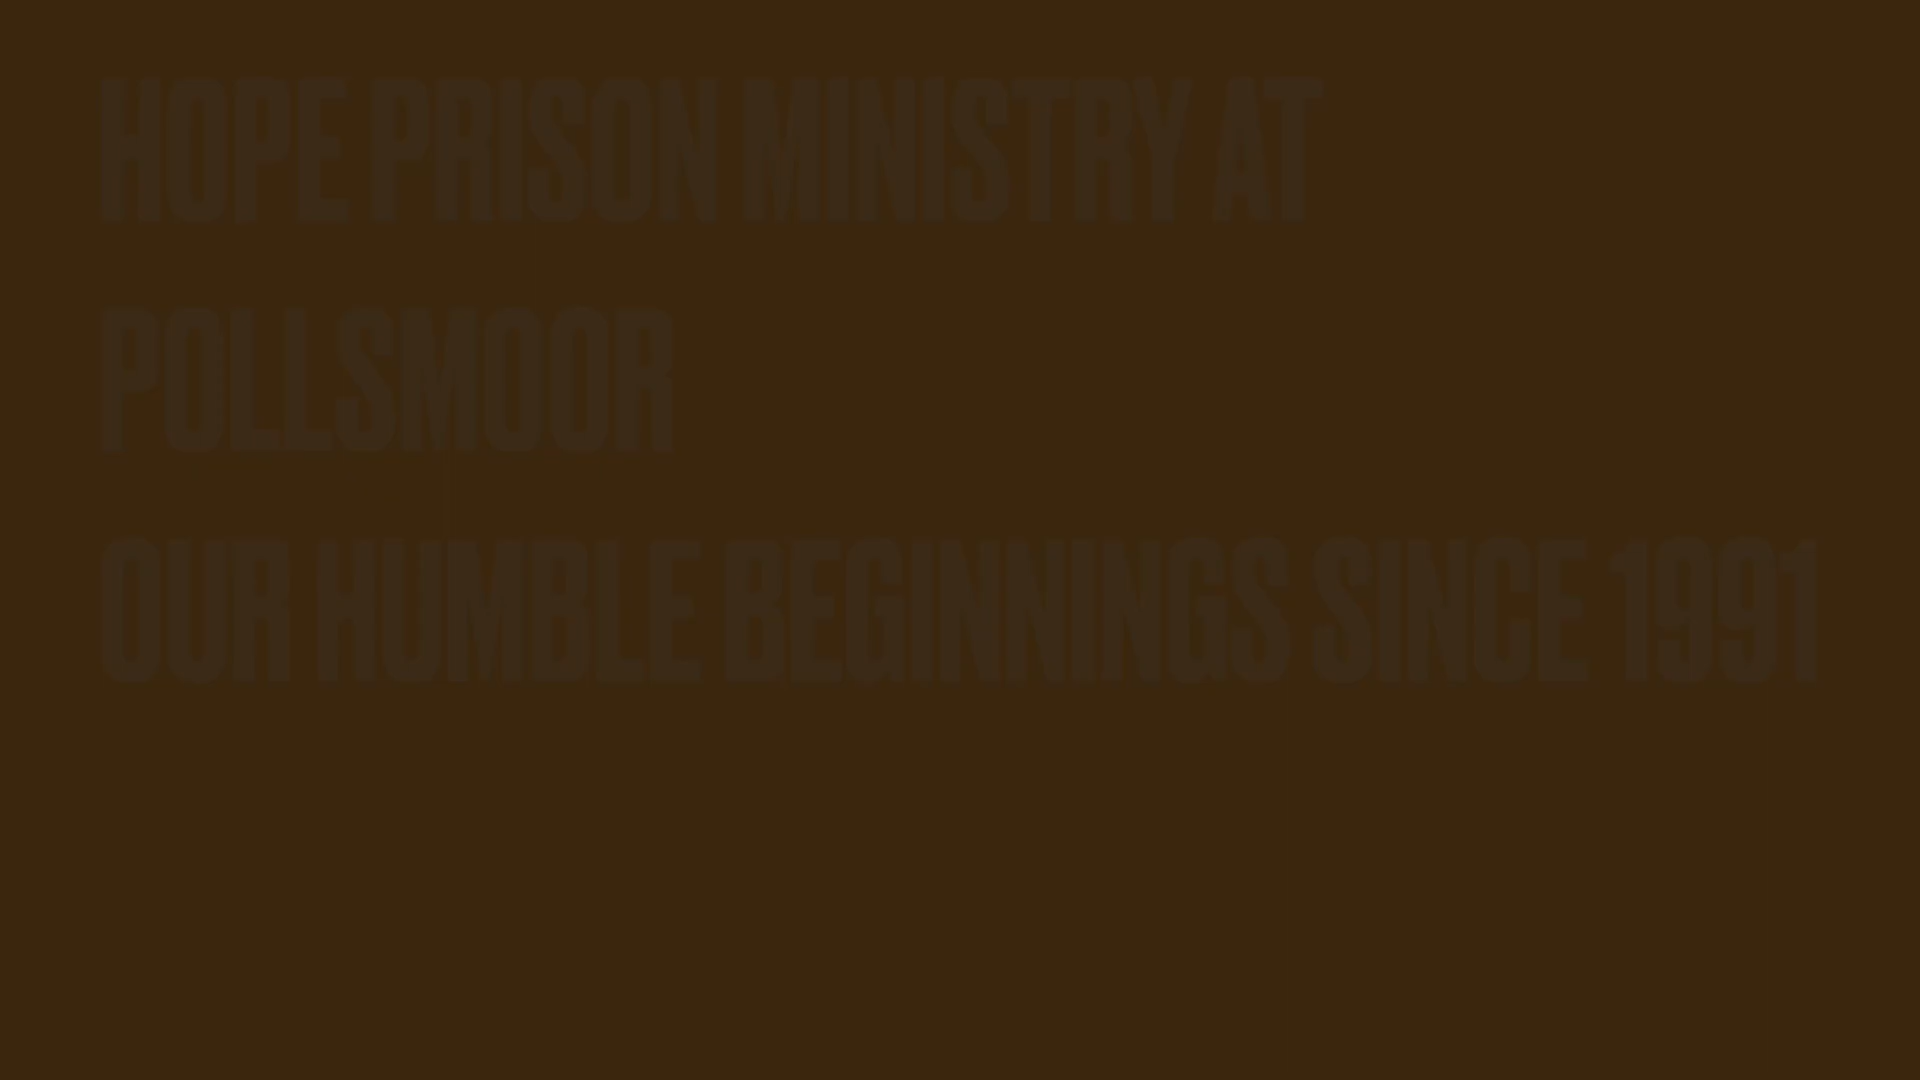 HOPE PRISON MINISTRY AT
POLLSMOOR
OUR HUMBLE BEGINNINGS SINCE 1991